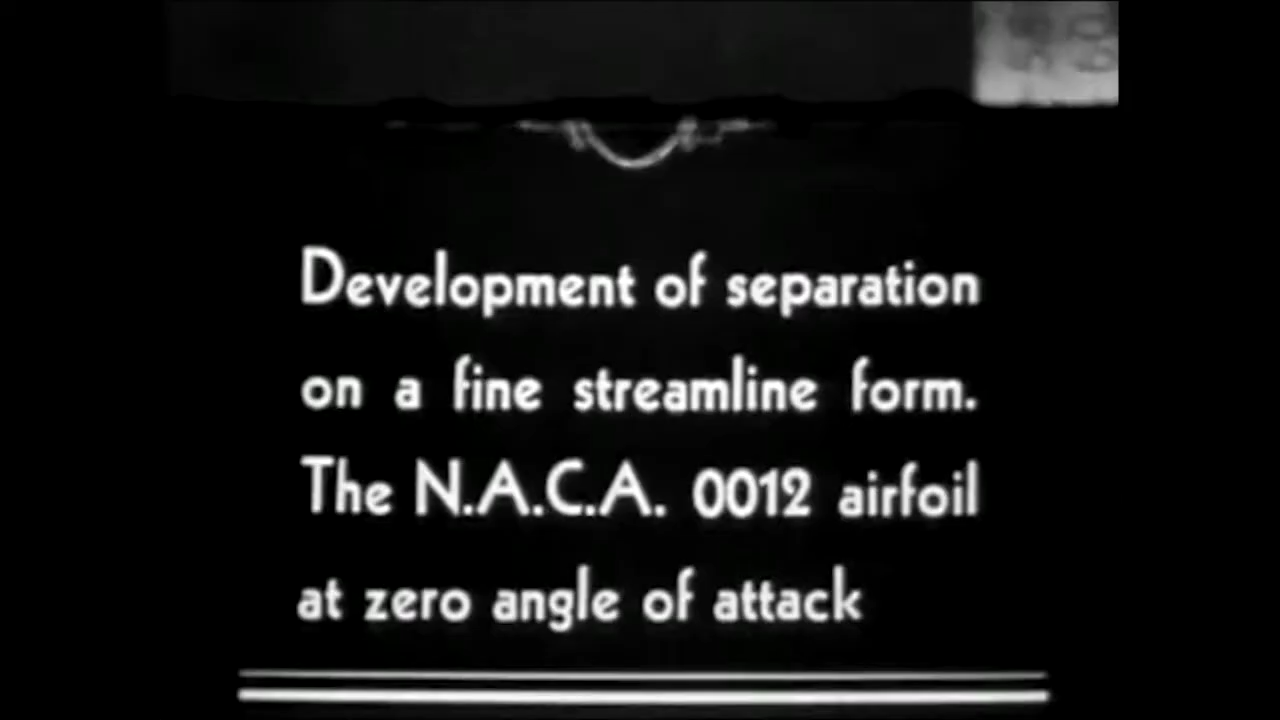 Development of separation
on a fine streamline form.
The N.A.C.A. 0012 airfoil
at zero angle of attack